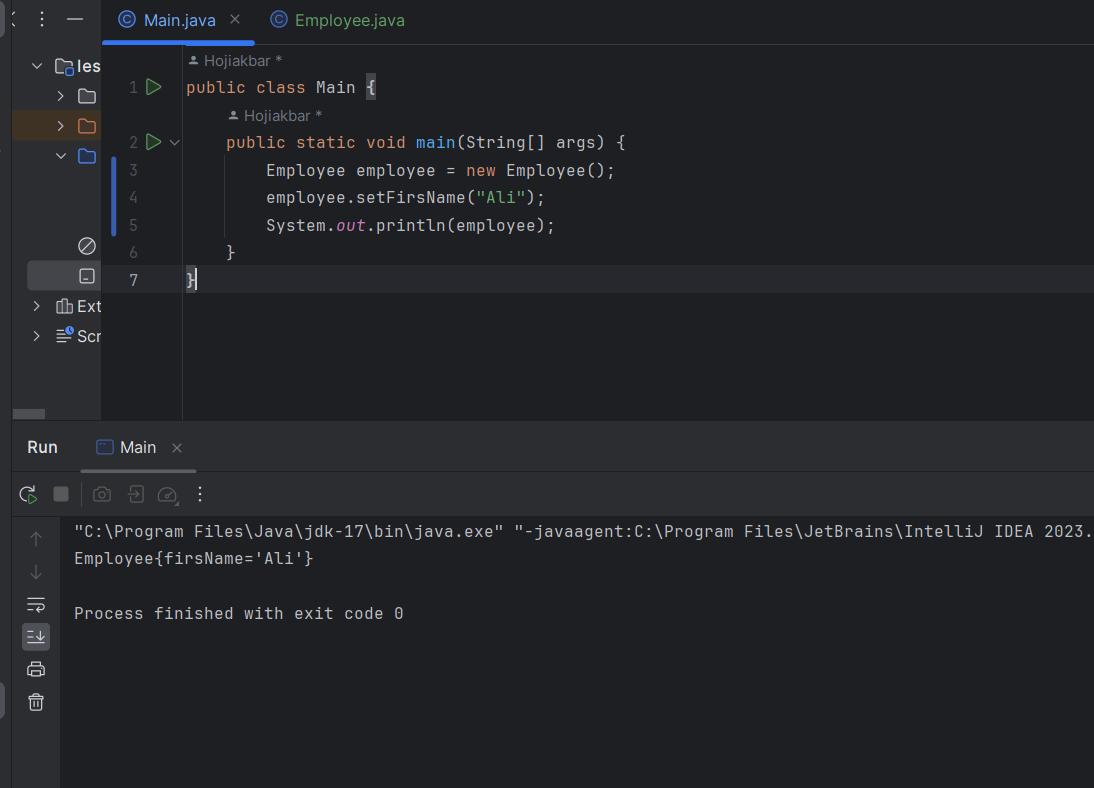 Main.java
Employee.java
les
Ext
Scr
Hojiakbar *
1 public class Main {
Hojiakbar *
2 public static void main(String[] args) {
3 Employee employee = new Employee();
4 employee.setFirsName("Ali");
5 System.out.println(employee);
6 }
7 }
Run Main
"C:\Program Files\Java\jdk-17\bin\java.exe" "-javaagent:C:\Program Files\JetBrains\IntelliJ IDEA 2023.
Employee{firsName='Ali'}
Process finished with exit code 0